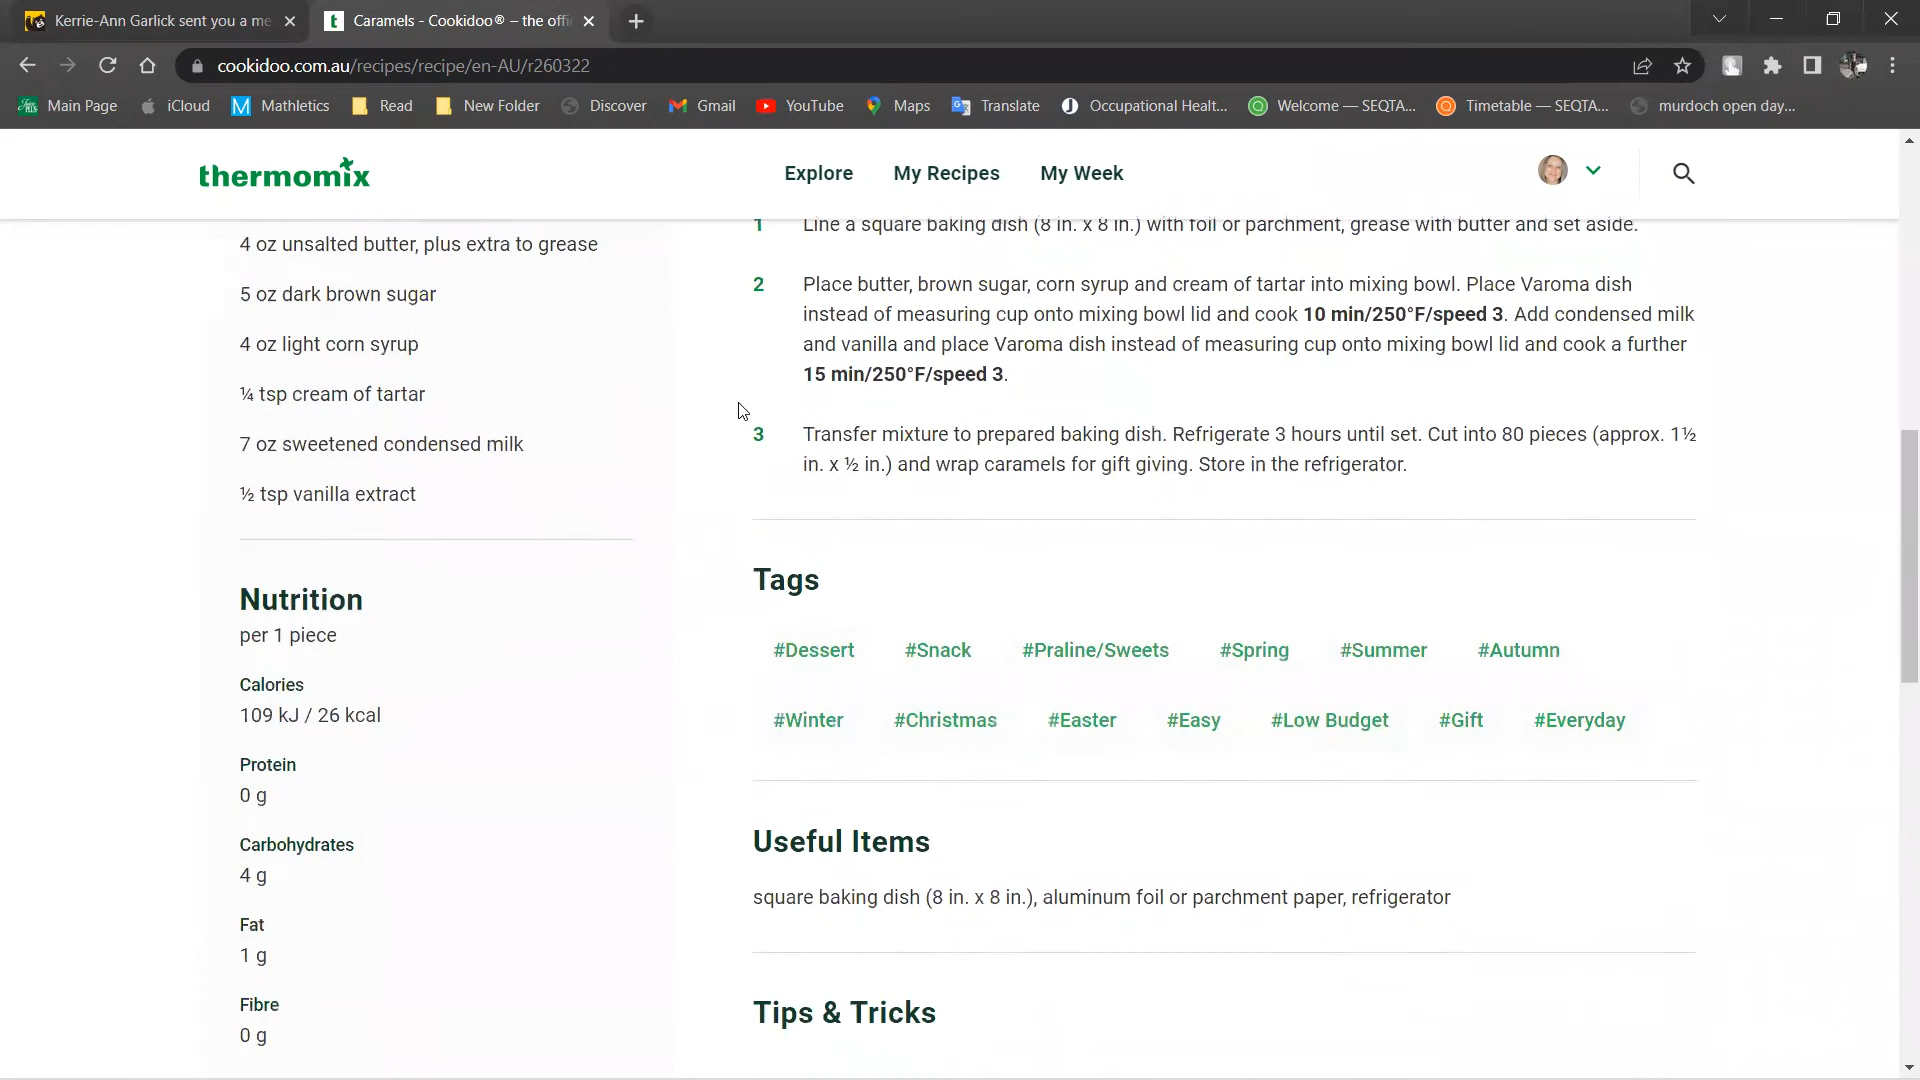 Kerrie-Ann Garlick sent you a me
Caramels - Cookidoo® – the offi
cookidoo.com.au/recipes/recipe/en-AU/r260322
Main Page
iCloud
Mathletics
Read
New Folder
Discover
Gmail
YouTube
Maps
Translate
Occupational Healt...
Welcome — SEQTA...
Timetable — SEQTA...
murdoch open day...
thermomix
Explore
My Recipes
My Week
4 oz unsalted butter, plus extra to grease
5 oz dark brown sugar
4 oz light corn syrup
¼ tsp cream of tartar
7 oz sweetened condensed milk
½ tsp vanilla extract
Nutrition
per 1 piece
Calories
109 kJ / 26 kcal
Protein
0 g
Carbohydrates
4 g
Fat
1 g
Fibre
0 g
1 Line a square baking dish (8 in. x 8 in.) with foil or parchment, grease with butter and set aside.
2 Place butter, brown sugar, corn syrup and cream of tartar into mixing bowl. Place Varoma dish
instead of measuring cup onto mixing bowl lid and cook 10 min/250°F/speed 3. Add condensed milk
and vanilla and place Varoma dish instead of measuring cup onto mixing bowl lid and cook a further
15 min/250°F/speed 3.
3 Transfer mixture to prepared baking dish. Refrigerate 3 hours until set. Cut into 80 pieces (approx. 1½
in. x ½ in.) and wrap caramels for gift giving. Store in the refrigerator.
Tags
#Dessert #Snack #Praline/Sweets #Spring #Summer #Autumn
#Winter #Christmas #Easter #Easy #Low Budget #Gift #Everyday
Useful Items
square baking dish (8 in. x 8 in.), aluminum foil or parchment paper, refrigerator
Tips & Tricks